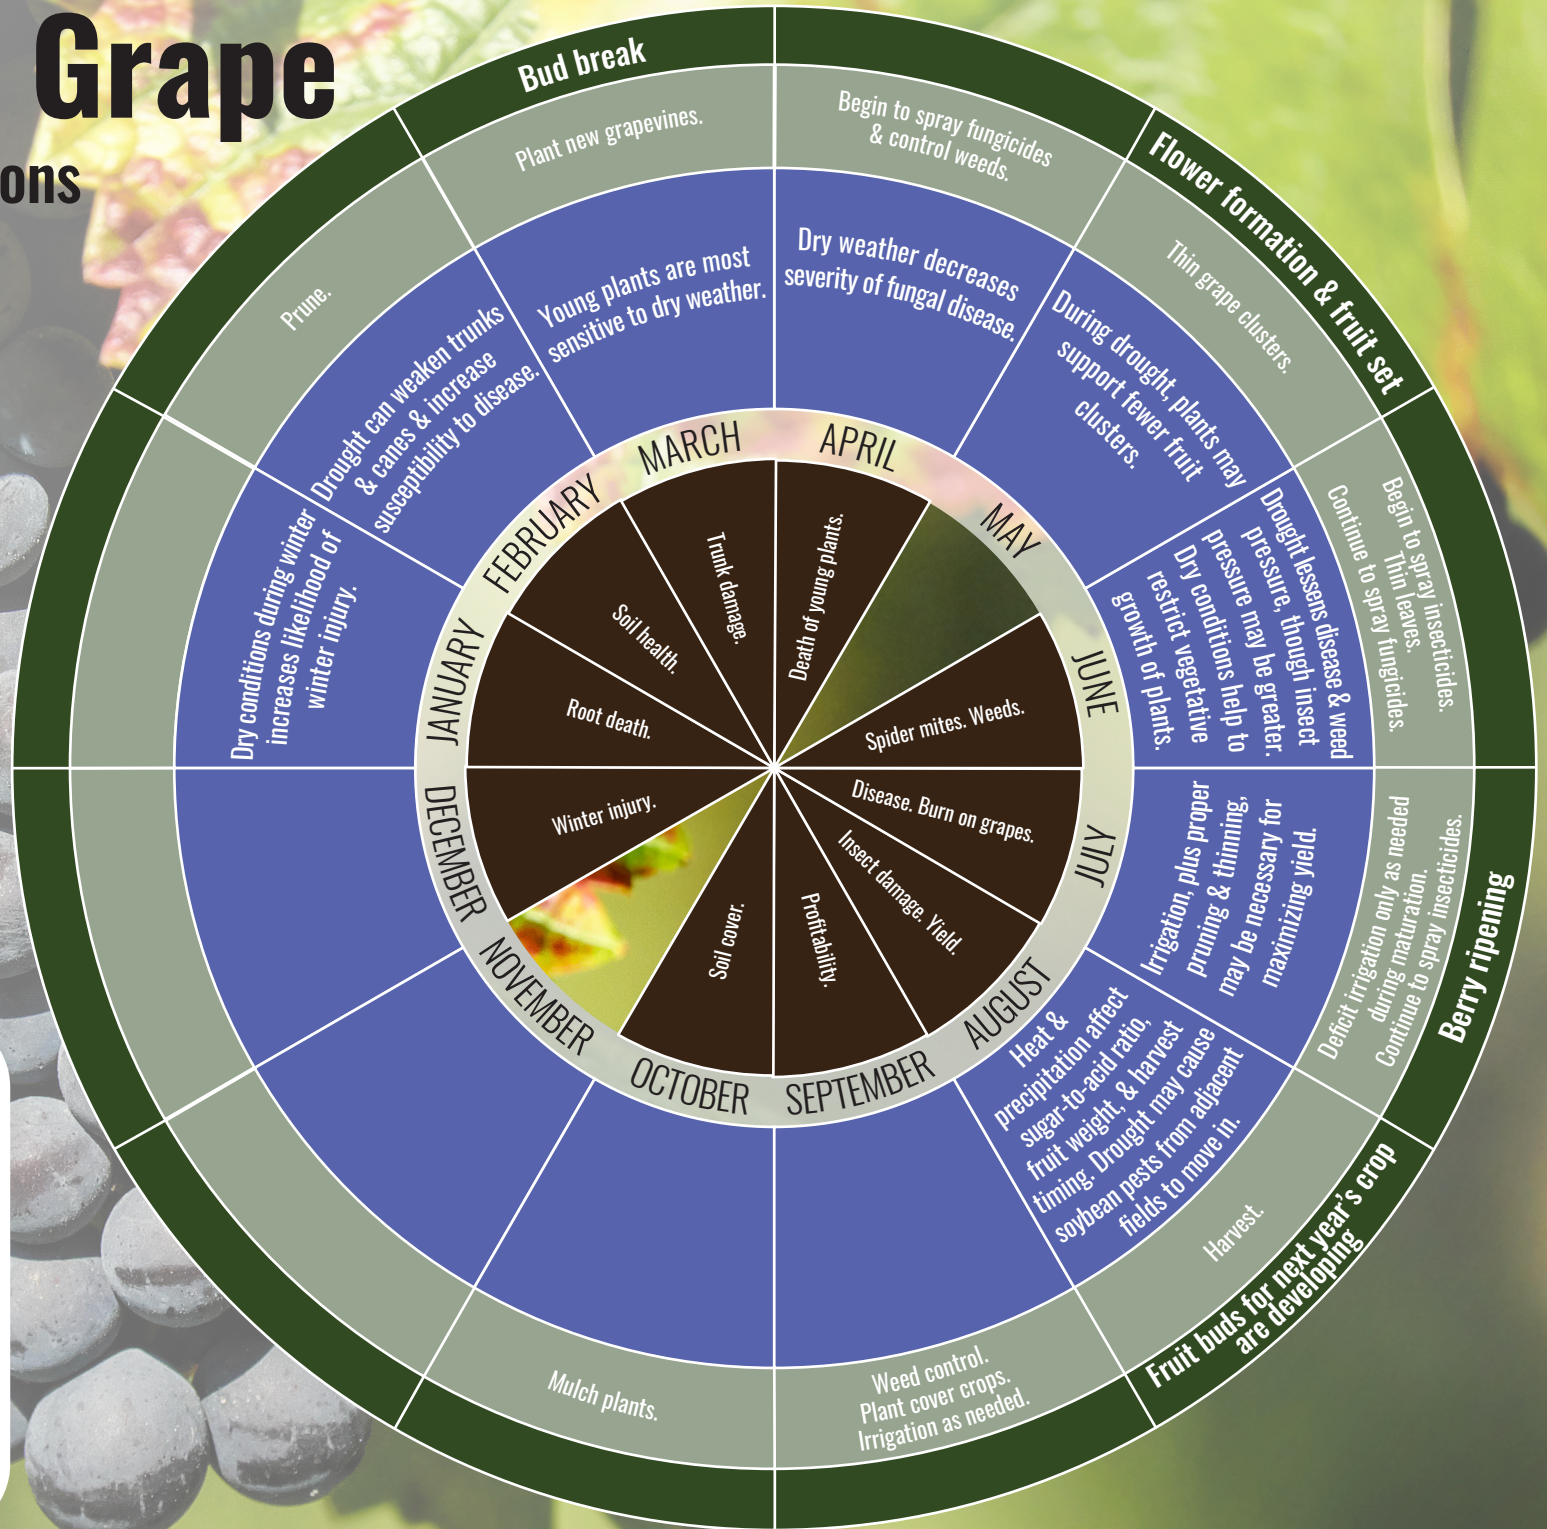 Grape
ons
Bud break
Flower formation & fruit set
Berry ripening
Fruit buds for next year's crop
are developing
Prune.
Plant new grapevines.
Begin to spray fungicides
& control weeds.
Thin grape clusters.
Begin to spray insecticides.
Thin leaves.
Continue to spray fungicides.
Deficit irrigation only as needed
during maturation.
Continue to spray insecticides.
Harvest.
Weed control.
Plant cover crops.
Irrigation as needed.
Mulch plants.
Dry conditions during winter
increases likelihood of
winter injury.
Drought can weaken trunks
& canes & increase
susceptibility to disease.
Young plants are most
sensitive to dry weather.
Dry weather decreases
severity of fungal disease.
During drought, plants may
support fewer fruit
clusters.
Drought lessens disease & weed
pressure, though insect
pressure may be greater.
Dry conditions help to
restrict vegetative
growth of plants.
Irrigation, plus proper
pruning & thinning,
may be necessary for
maximizing yield.
Heat &
precipitation affect
sugar-to-acid ratio,
fruit weight, & harvest
timing. Drought may cause
soybean pests from adjacent
fields to move in.
JANUARY
FEBRUARY
MARCH
APRIL
MAY
JUNE
JULY
AUGUST
SEPTEMBER
OCTOBER
NOVEMBER
DECEMBER
Root death.
Soil health.
Trunk damage.
Death of young plants.
Spider mites. Weeds.
Disease. Burn on grapes.
Insect damage. Yield.
Profitability.
Soil cover.
Winter injury.